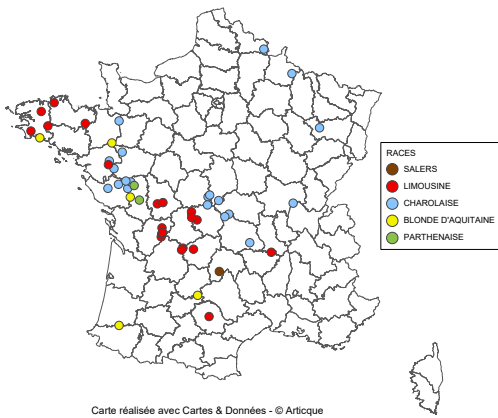 RACES
SALERS
LIMOUSINE
CHAROLAISE
BLONDE D'AQUITAINE
PARTHENAISE
Carte réalisée avec Cartes & Données - © Articque